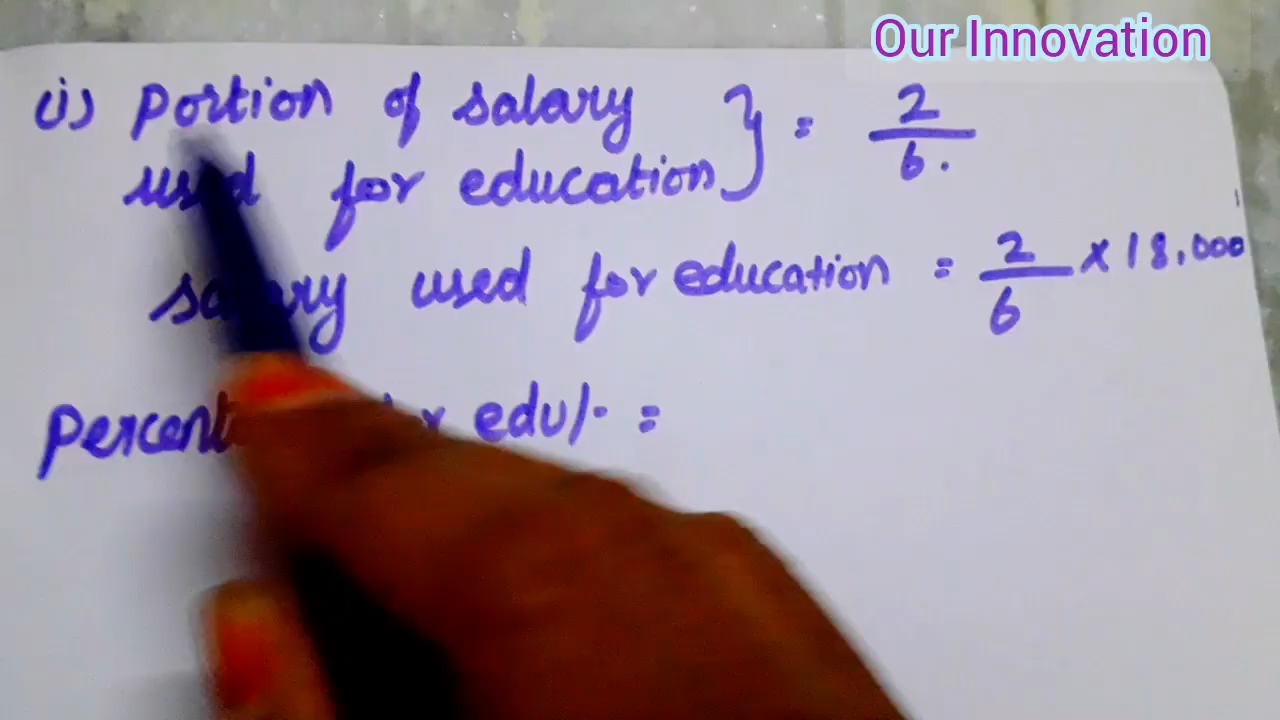 Our Innovation
(i) Portion of salary
used for education } = 2/6.
salary used for education = 2/6 × 18,000
edu/. =